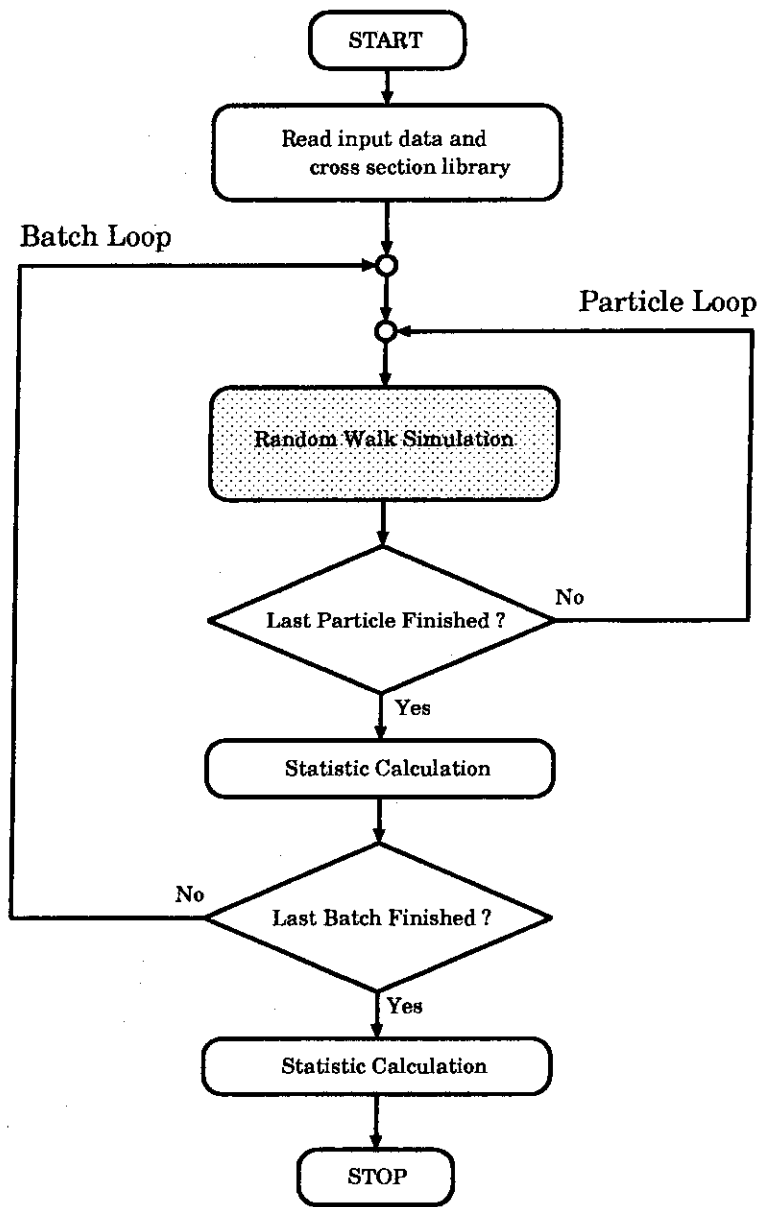 START
Read input data and
cross section library
Batch Loop
Particle Loop
Random Walk Simulation
Last Particle Finished ?
No
Yes
Statistic Calculation
No
Last Batch Finished ?
Yes
Statistic Calculation
STOP